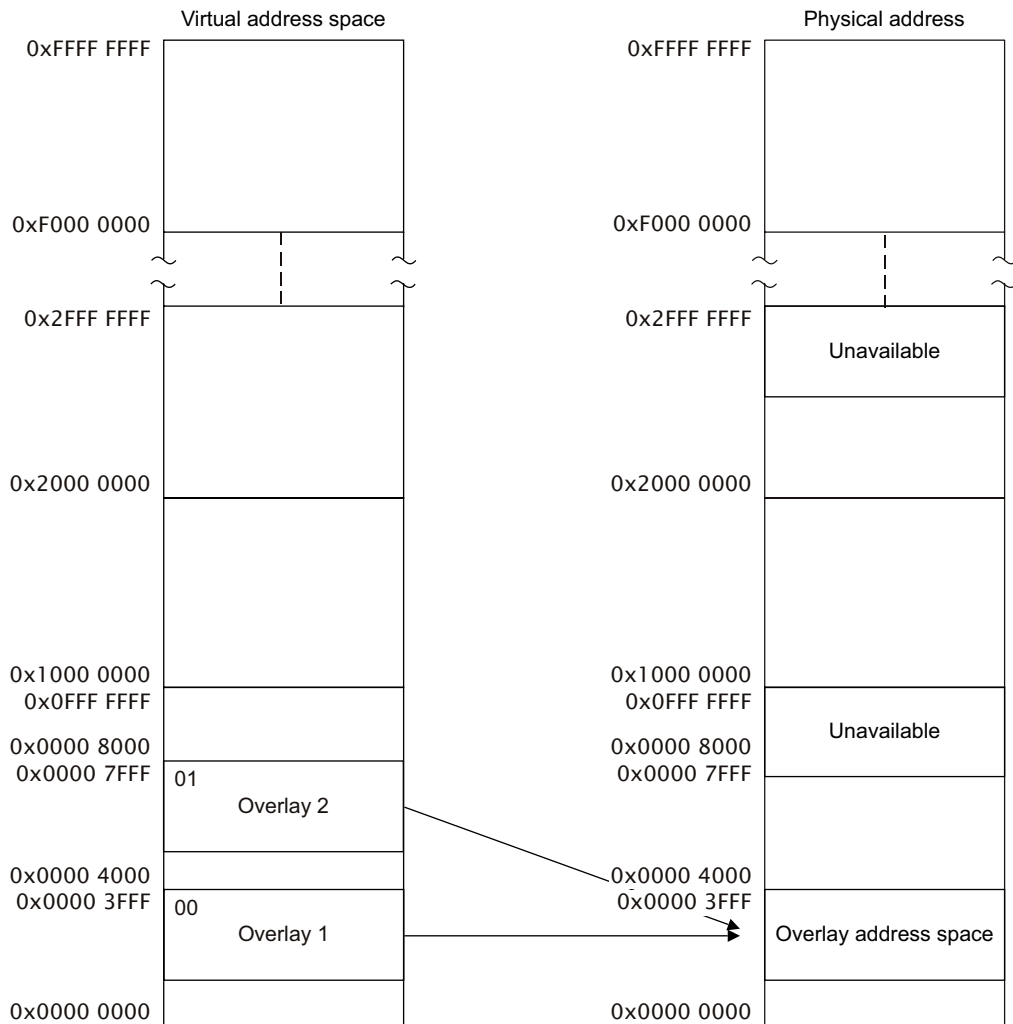 Virtual address space
0xFFFF FFFF
0xF000 0000
0x2FFF FFFF
0x2000 0000
0x1000 0000
0x0FFF FFFF
0x0000 8000
0x0000 7FFF
01
Overlay 2
0x0000 4000
0x0000 3FFF
00
Overlay 1
0x0000 0000
Physical address
0xFFFF FFFF
0xF000 0000
0x2FFF FFFF
Unavailable
0x2000 0000
0x1000 0000
0x0FFF FFFF
Unavailable
0x0000 8000
0x0000 7FFF
0x0000 4000
0x0000 3FFF
Overlay address space
0x0000 0000